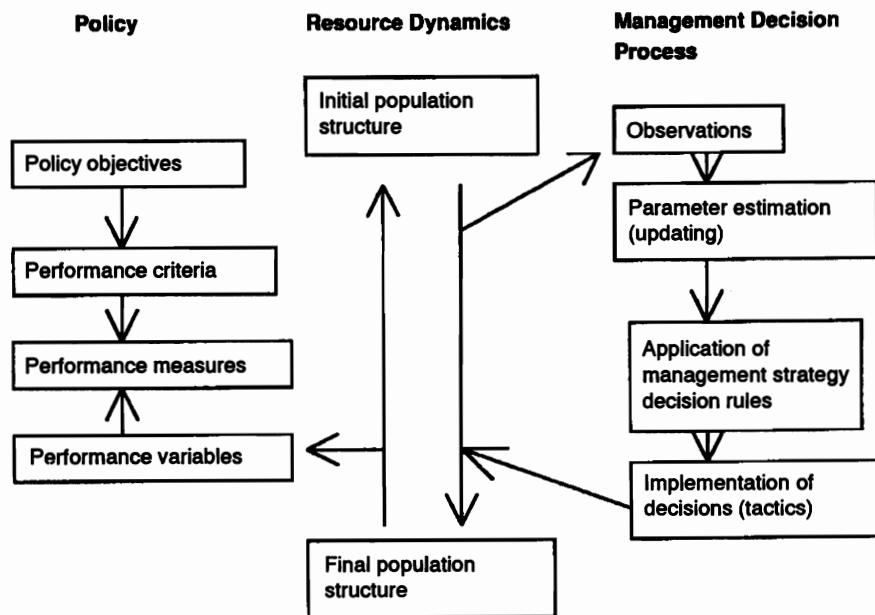 Policy
Resource Dynamics
Management Decision
Process
Policy objectives
Performance criteria
Performance measures
Performance variables
Initial population
structure
Final population
structure
Observations
Parameter estimation
(updating)
Application of
management strategy
decision rules
Implementation of
decisions (tactics)